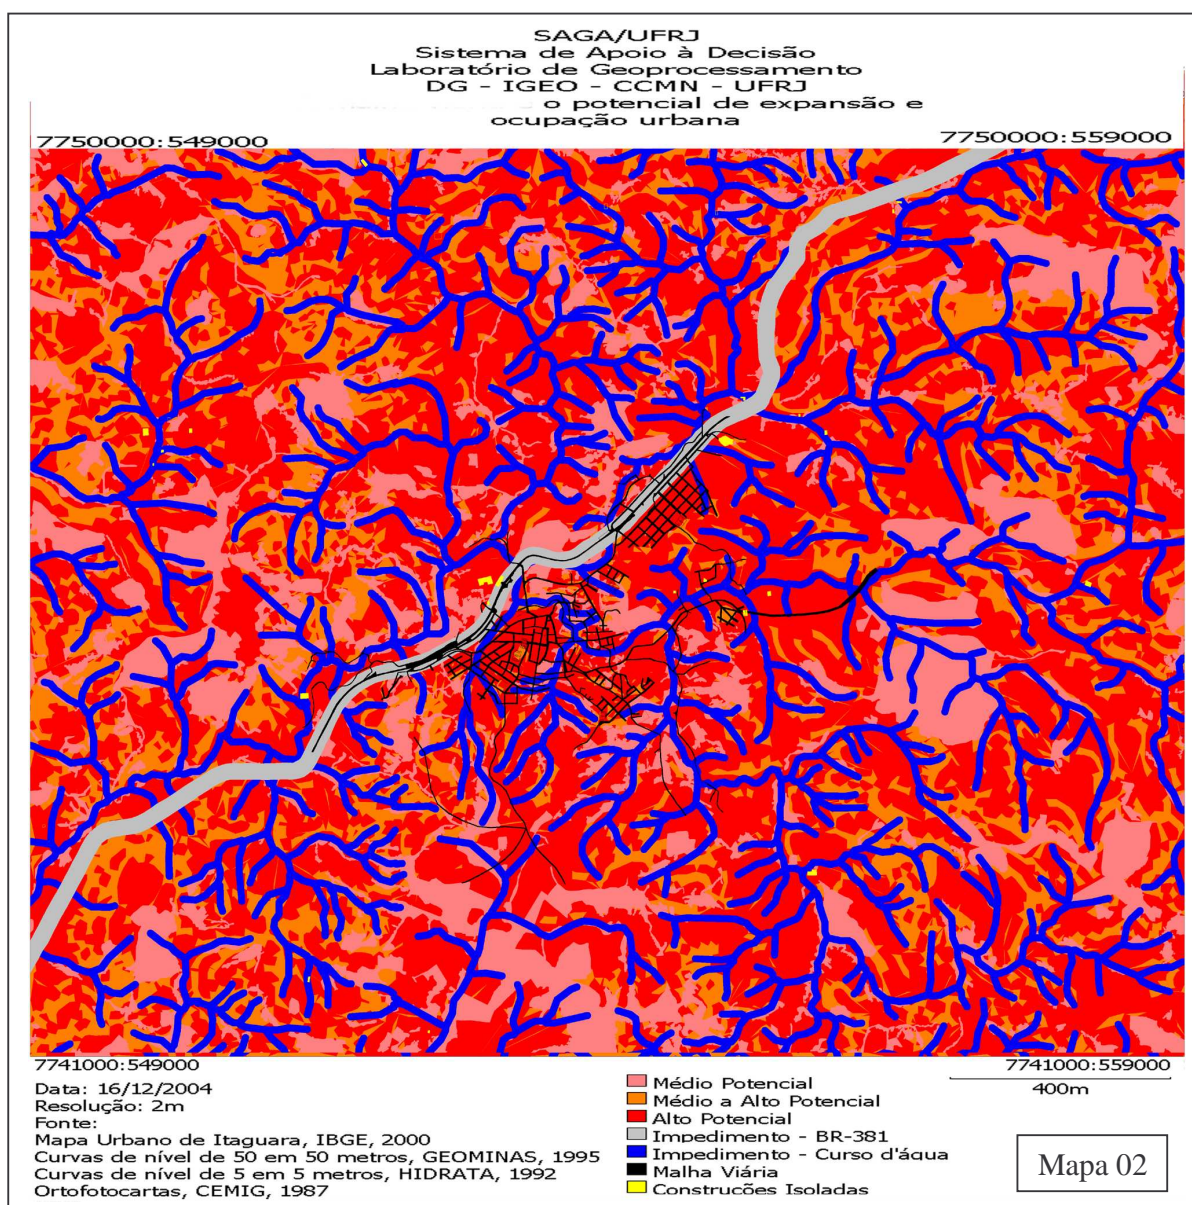 SAGA/UFRJ
Sistema de Apoio à Decisão
Laboratório de Geoprocessamento
DG - IGEO - CCMN - UFRJ
o potencial de expansão e
ocupação urbana
7750000:549000
7750000:559000
7741000:549000
7741000:559000
400m
Data: 16/12/2004
Resolução: 2m
Fonte:
Mapa Urbano de Itaguara, IBGE, 2000
Curvas de nível de 50 em 50 metros, GEOMINAS, 1995
Curvas de nível de 5 em 5 metros, HIDRATA, 1992
Ortofotocartas, CEMIG, 1987
Médio Potencial
Médio a Alto Potencial
Alto Potencial
Impedimento - BR-381
Impedimento - Curso d'água
Malha Viária
Construcões Isoladas
Mapa 02